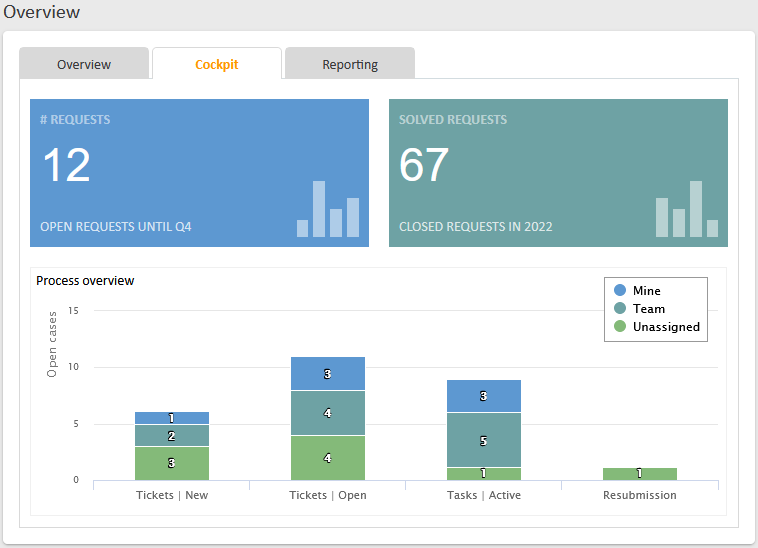 Overview
Overview
Cockpit
Reporting
# REQUESTS
12
OPEN REQUESTS UNTIL Q4
SOLVED REQUESTS
67
CLOSED REQUESTS IN 2022
Process overview
Mine
Team
Unassigned
Open cases
15
10
5
0
1
2
3
3
4
4
3
5
1
1
Tickets | New
Tickets | Open
Tasks | Active
Resubmission